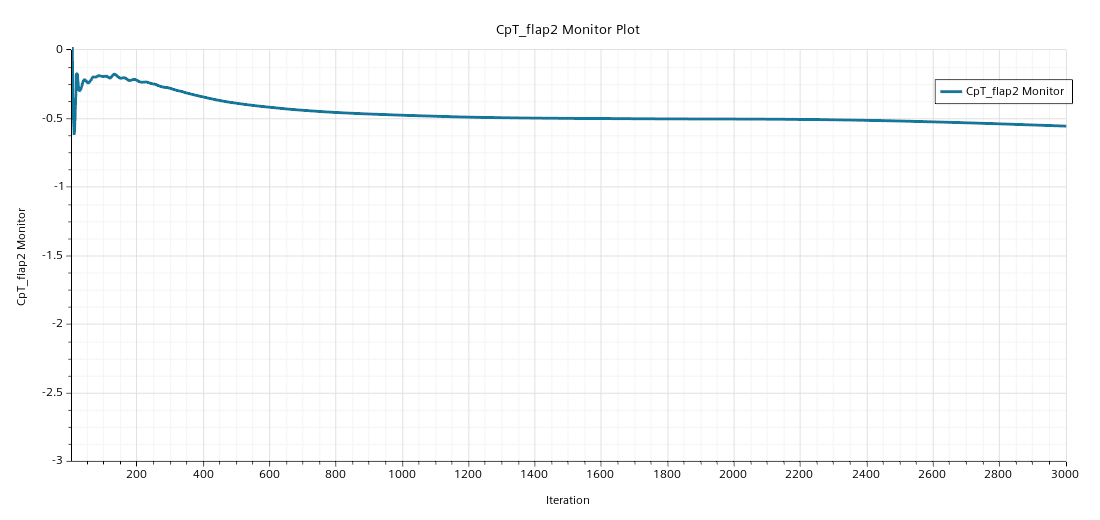 CpT_flap2 Monitor Plot
0
-0.5
-1
-1.5
-2
-2.5
-3
CpT_flap2 Monitor
CpT_flap2 Monitor
200 400 600 800 1000 1200 1400 1600 1800 2000 2200 2400 2600 2800 3000
Iteration